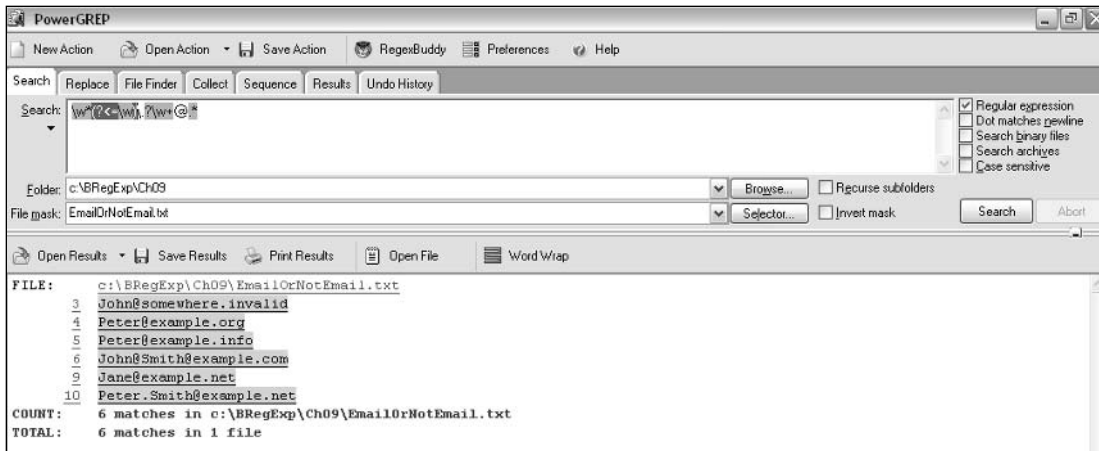 PowerGREP
New Action Open Action Save Action RegexBuddy Preferences Help
Search Replace File Finder Collect Sequence Results Undo History
Search: \w*(?<=\w)\.?\w+@.*
Regular expression
Dot matches newline
Search binary files
Search archives
Case sensitive
Folder: c:\BRegExp\Ch09 Browse... Recurse subfolders
File mask: EmailOrNotEmail.txt Selector... Invert mask Search Abort
Open Results Save Results Print Results Open File Word Wrap
FILE: c:\BRegExp\Ch09\EmailOrNotEmail.txt
3 John@somewhere.invalid
4 Peter@example.org
5 Peter@example.info
6 John@Smith@example.com
9 Jane@example.net
10 Peter.Smith@example.net
COUNT: 6 matches in c:\BRegExp\Ch09\EmailOrNotEmail.txt
TOTAL: 6 matches in 1 file